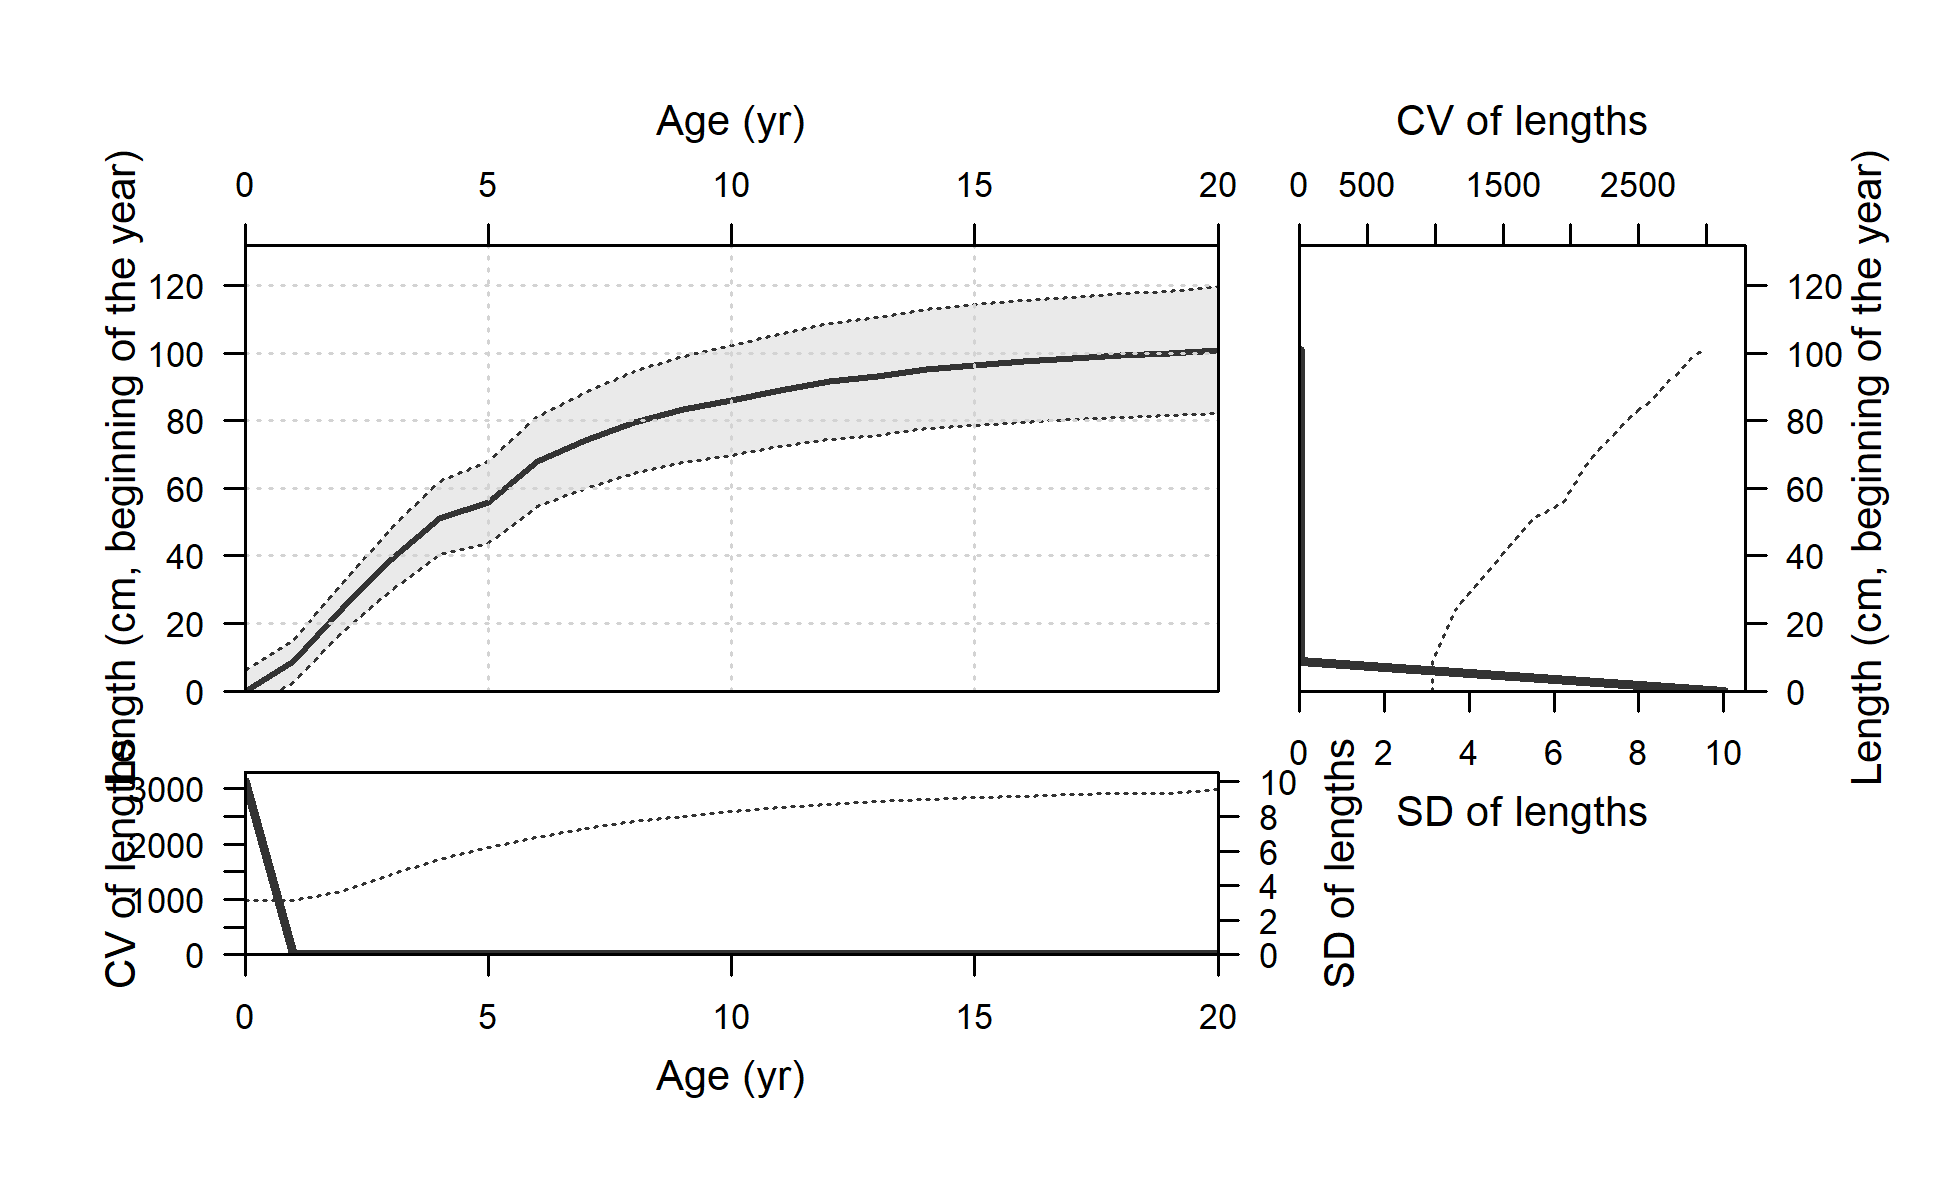 Age (yr)
CV of lengths
0 5 10 15 20
0 500 1500 2500
Length (cm, beginning of the year)
120
100
80
60
40
20
0
120
100
80
60
40
20
0
Length (cm, beginning of the year)
0 2 4 6 8 10
SD of lengths
CV of lengths
3000
2000
1000
0
10
8
6
4
2
0
SD of lengths
0 5 10 15 20
Age (yr)